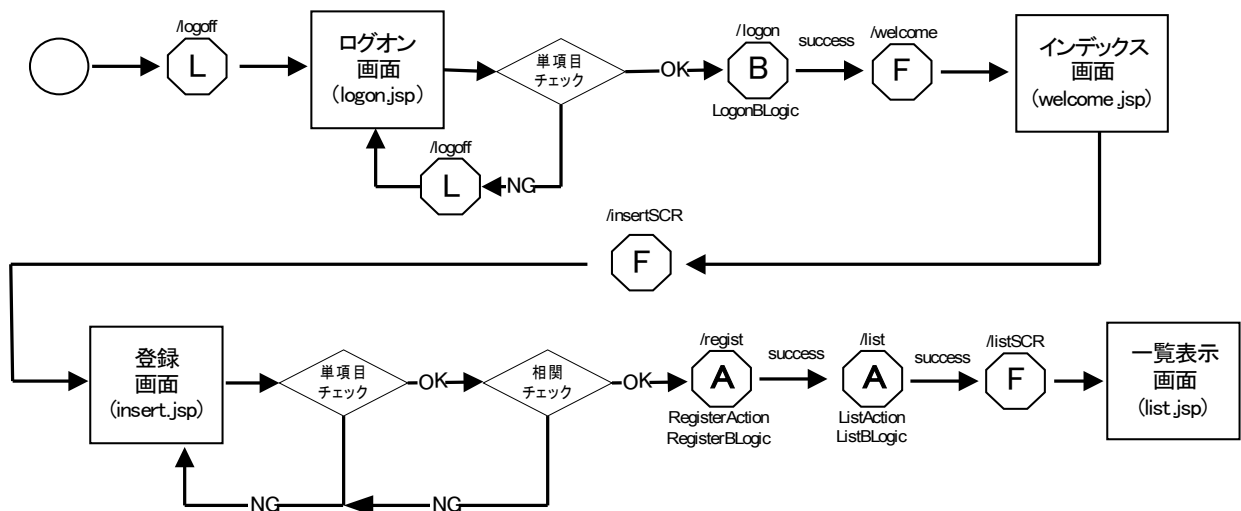 /logoff
L
ログオン
画面
(logon.jsp)
単項目
チェック
OK
/logon
B
LogonBLogic
success
/welcome
F
インデックス
画面
(welcome.jsp)
/logoff
L
NG
/insertSCR
F
登録
画面
(insert.jsp)
単項目
チェック
OK
相関
チェック
OK
/regist
A
RegisterAction
RegisterBLogic
success
/list
A
ListAction
ListBLogic
success
/listSCR
F
一覧表示
画面
(list.jsp)
NG
NG